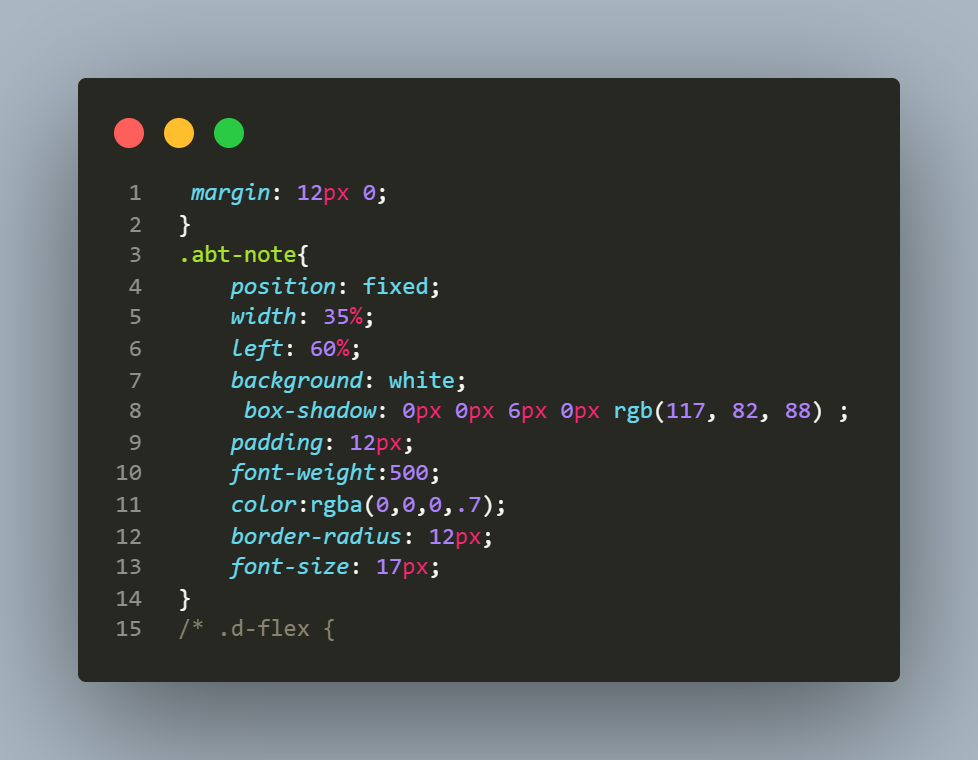 1 margin: 12px 0;
2 }
3 .abt-note{
4 position: fixed;
5 width: 35%;
6 left: 60%;
7 background: white;
8 box-shadow: 0px 0px 6px 0px rgb(117, 82, 88) ;
9 padding: 12px;
10 font-weight:500;
11 color:rgba(0,0,0,.7);
12 border-radius: 12px;
13 font-size: 17px;
14 }
15 /* .d-flex {